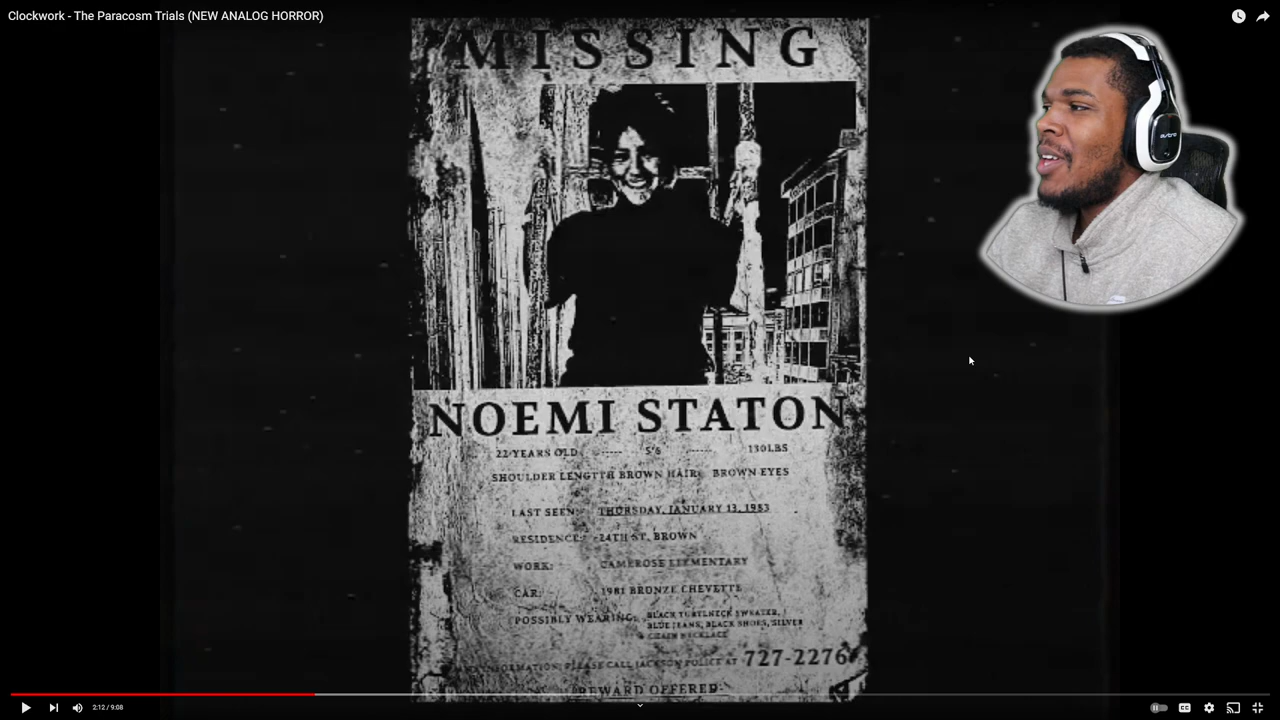 Clockwork - The Paracosm Trials (NEW ANALOG HORROR)
MISSING
astro
NOEMI STATON
22 YEARS OLD ----- 5'6 ------ 130LBS
SHOULDER LENGTTH BROWN HAIR BROWN EYES
LAST SEEN: THURSDAY, JANUARY 13, 1983
RESIDENCE: 24TH ST. BROWN
WORK: CAMEROSE ELEMENTARY
CAR: 1981 BRONZE CHEVETTE
POSSIBLY WEARING: BLACK TURTLENECK SWEATER,
BLUE JEANS, BLACK SHOES, SILVER
CHAIN NECKLACE
INFORMATION, PLEASE CALL JACKSON POLICE AT 727-2276
REWARD OFFERED
2:12 / 9:08
CC